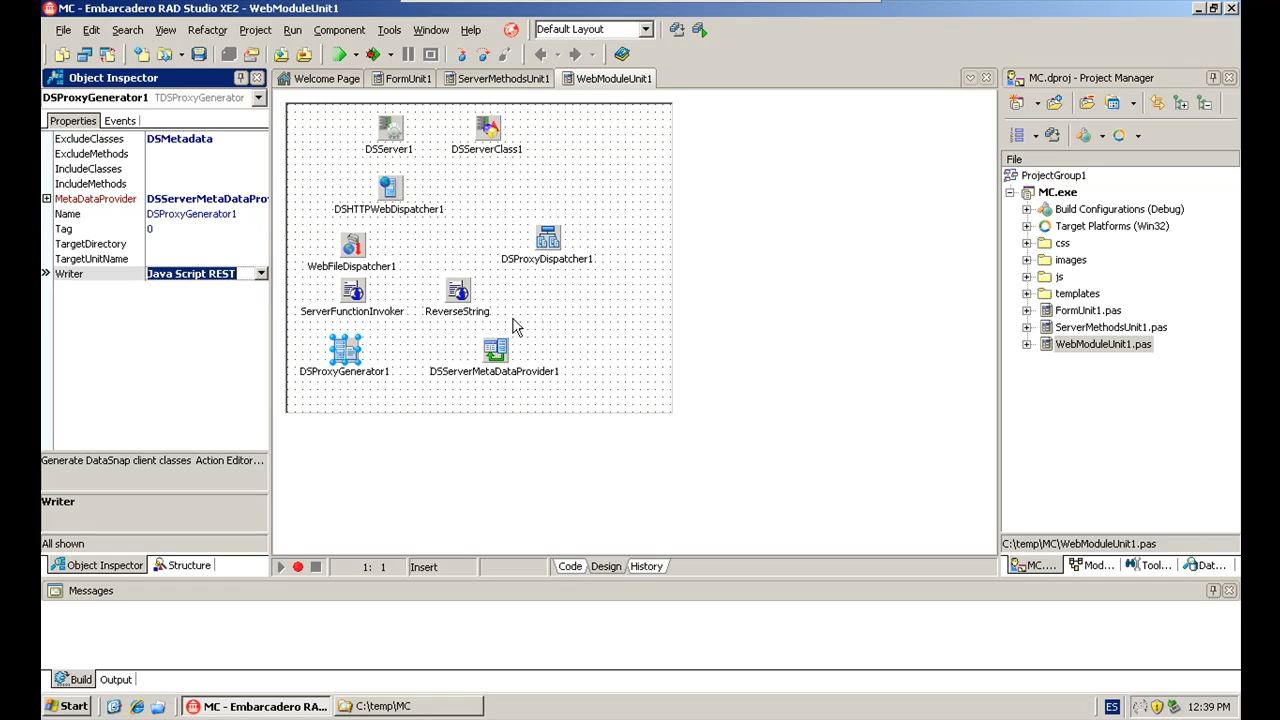 MC - Embarcadero RAD Studio XE2 - WebModuleUnit1
File Edit Search View Refactor Project Run Component Tools Window Help
Default Layout
Object Inspector
DSProxyGenerator1 TDSProxyGenerator
Properties Events
ExcludeClasses DSMetadata
ExcludeMethods
IncludeClasses
IncludeMethods
MetaDataProvider DSServerMetaDataPro
Name DSProxyGenerator1
Tag 0
TargetDirectory
TargetUnitName
Writer Java Script REST
Generate DataSnap client classes Action Editor...
Writer
All shown
Object Inspector Structure
Welcome Page FormUnit1 ServerMethodsUnit1 WebModuleUnit1
DSServer1 DSServerClass1
DSHTTPWebDispatcher1
WebFileDispatcher1 DSProxyDispatcher1
ServerFunctionInvoker ReverseString
DSProxyGenerator1 DSServerMetaDataProvider1
1: 1 Insert Code Design History
MC.dproj - Project Manager
File
ProjectGroup1
MC.exe
Build Configurations (Debug)
Target Platforms (Win32)
css
images
js
templates
FormUnit1.pas
ServerMethodsUnit1.pas
WebModuleUnit1.pas
C:\temp\MC\WebModuleUnit1.pas
MC.... Mod... Tool... Dat...
Messages
Build Output
Start MC - Embarcadero RA... C:\temp\MC ES 12:39 PM